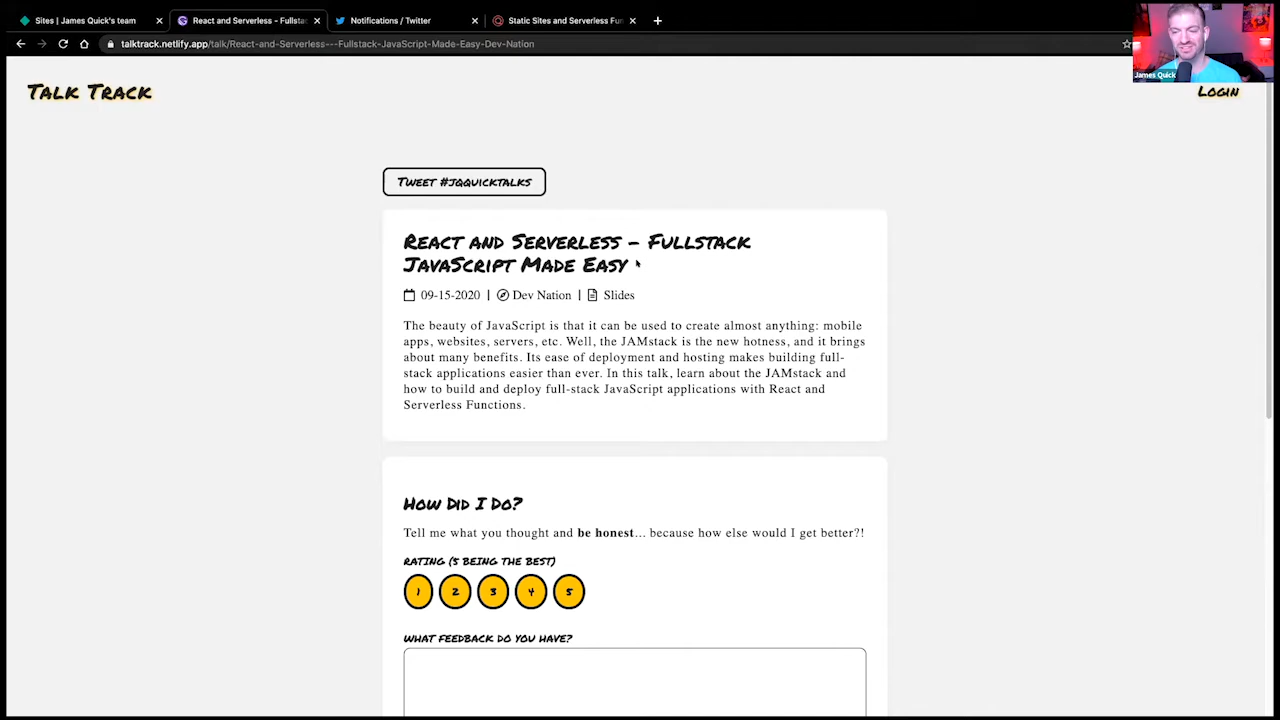 Sites | James Quick's team
React and Serverless - Fullsta
Notifications / Twitter
Static Sites and Serverless Fun
talktrack.netlify.app/talk/React-and-Serverless---Fullstack-JavaScript-Made-Easy-Dev-Nation
James Quick
Talk Track
Login
Tweet #jqquicktalks
React and Serverless - Fullstack
JavaScript Made Easy
09-15-2020 | Dev Nation | Slides
The beauty of JavaScript is that it can be used to create almost anything: mobile
apps, websites, servers, etc. Well, the JAMstack is the new hotness, and it brings
about many benefits. Its ease of deployment and hosting makes building full-
stack applications easier than ever. In this talk, learn about the JAMstack and
how to build and deploy full-stack JavaScript applications with React and
Serverless Functions.
How Did I Do?
Tell me what you thought and be honest... because how else would I get better?!
Rating (5 being the best)
1 2 3 4 5
What feedback do you have?